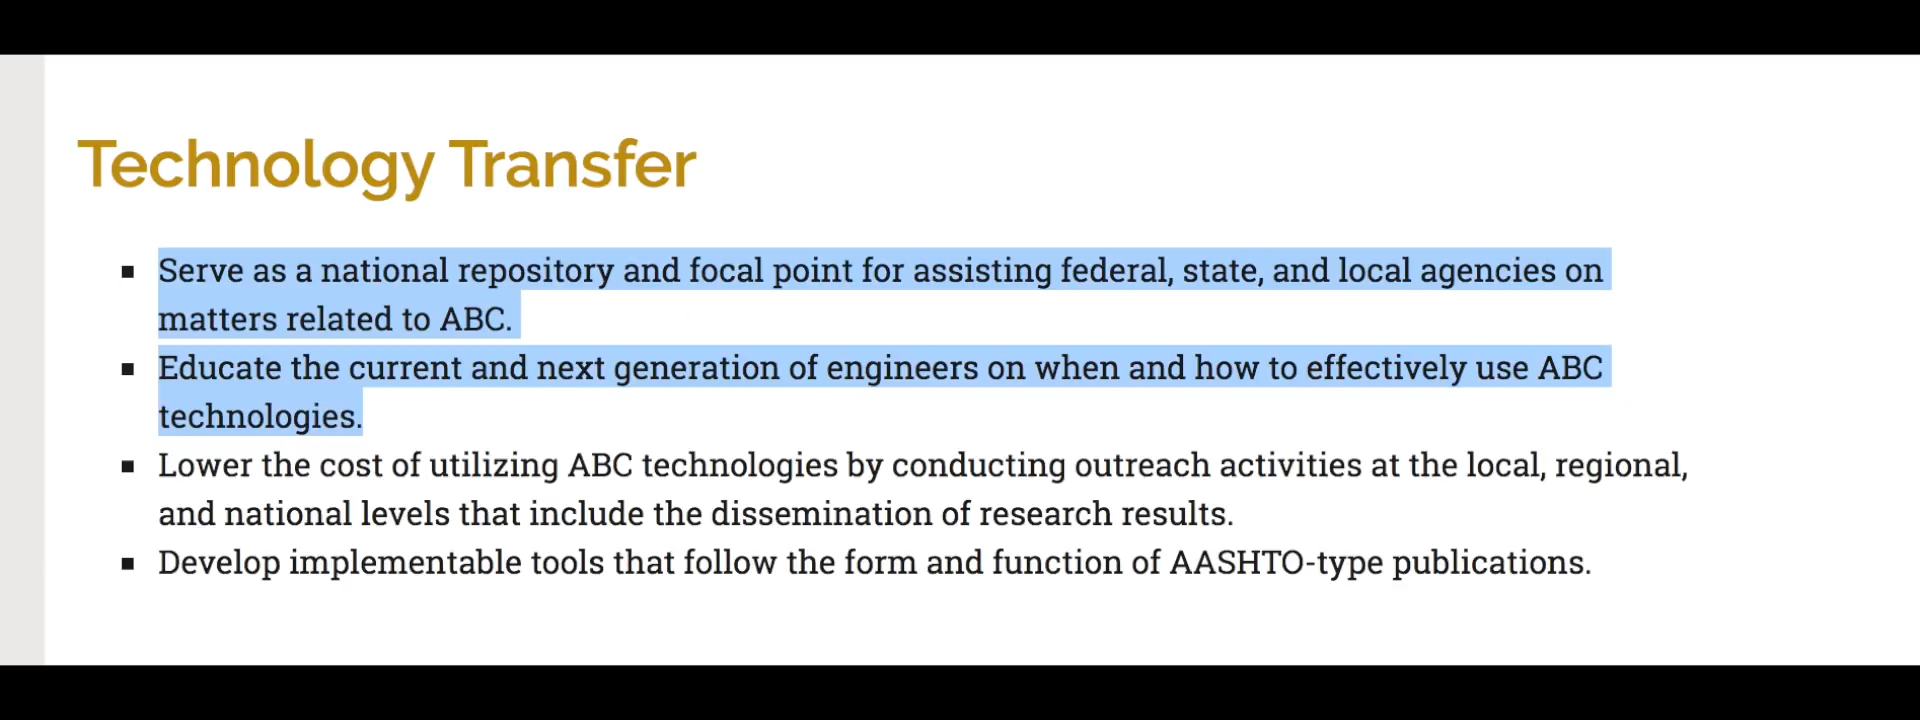 Technology Transfer
▪ Serve as a national repository and focal point for assisting federal, state, and local agencies on
matters related to ABC.
▪ Educate the current and next generation of engineers on when and how to effectively use ABC
technologies.
▪ Lower the cost of utilizing ABC technologies by conducting outreach activities at the local, regional,
and national levels that include the dissemination of research results.
▪ Develop implementable tools that follow the form and function of AASHTO-type publications.